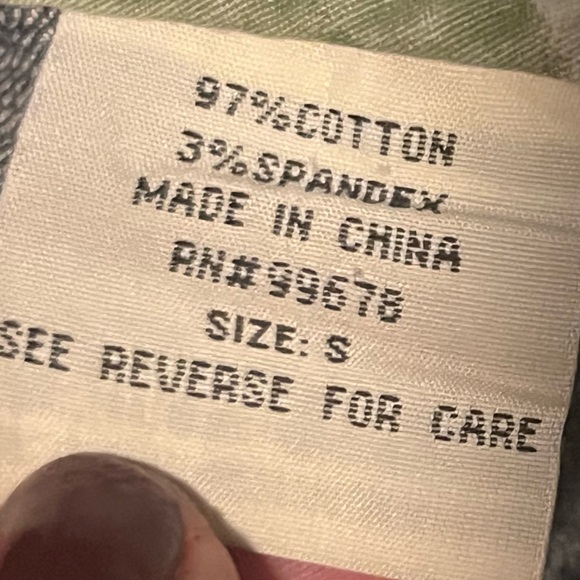 97%COTTON
3%SPANDEX
MADE IN CHINA
RN#99678
SIZE: S
SEE REVERSE FOR CARE